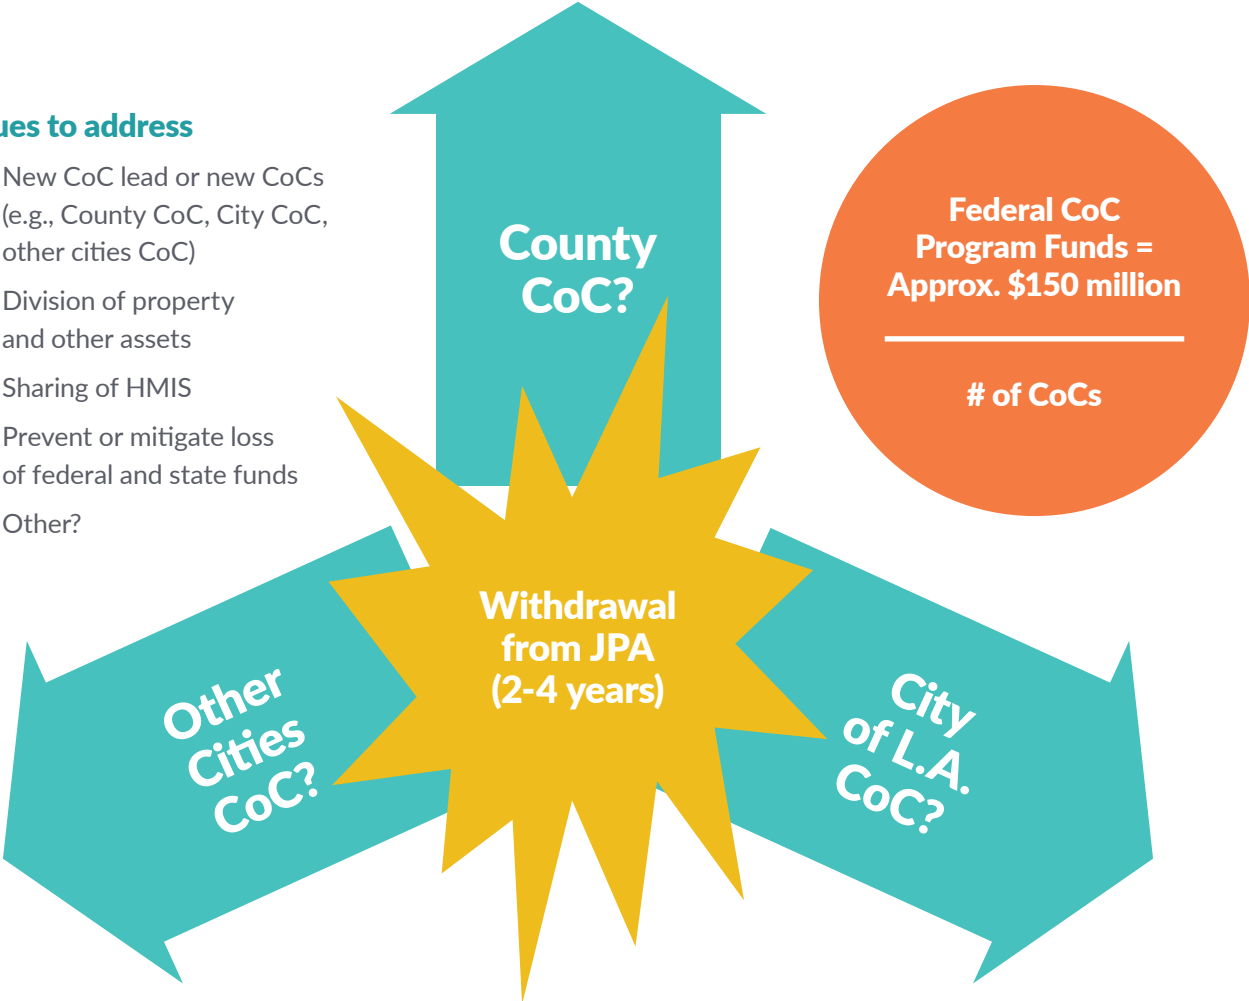 ues to address
New CoC lead or new CoCs
(e.g., County CoC, City CoC,
other cities CoC)
Division of property
and other assets
Sharing of HMIS
Prevent or mitigate loss
of federal and state funds
Other?
County
CoC?
Federal CoC
Program Funds =
Approx. $150 million
# of CoCs
Withdrawal
from JPA
(2-4 years)
Other
Cities
CoC?
City
of L.A.
CoC?